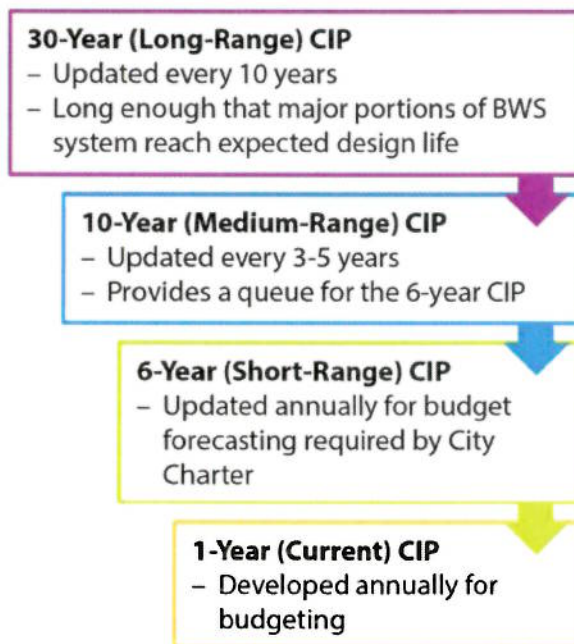 30-Year (Long-Range) CIP
– Updated every 10 years
– Long enough that major portions of BWS
system reach expected design life
10-Year (Medium-Range) CIP
– Updated every 3-5 years
– Provides a queue for the 6-year CIP
6-Year (Short-Range) CIP
– Updated annually for budget
forecasting required by City
Charter
1-Year (Current) CIP
– Developed annually for
budgeting